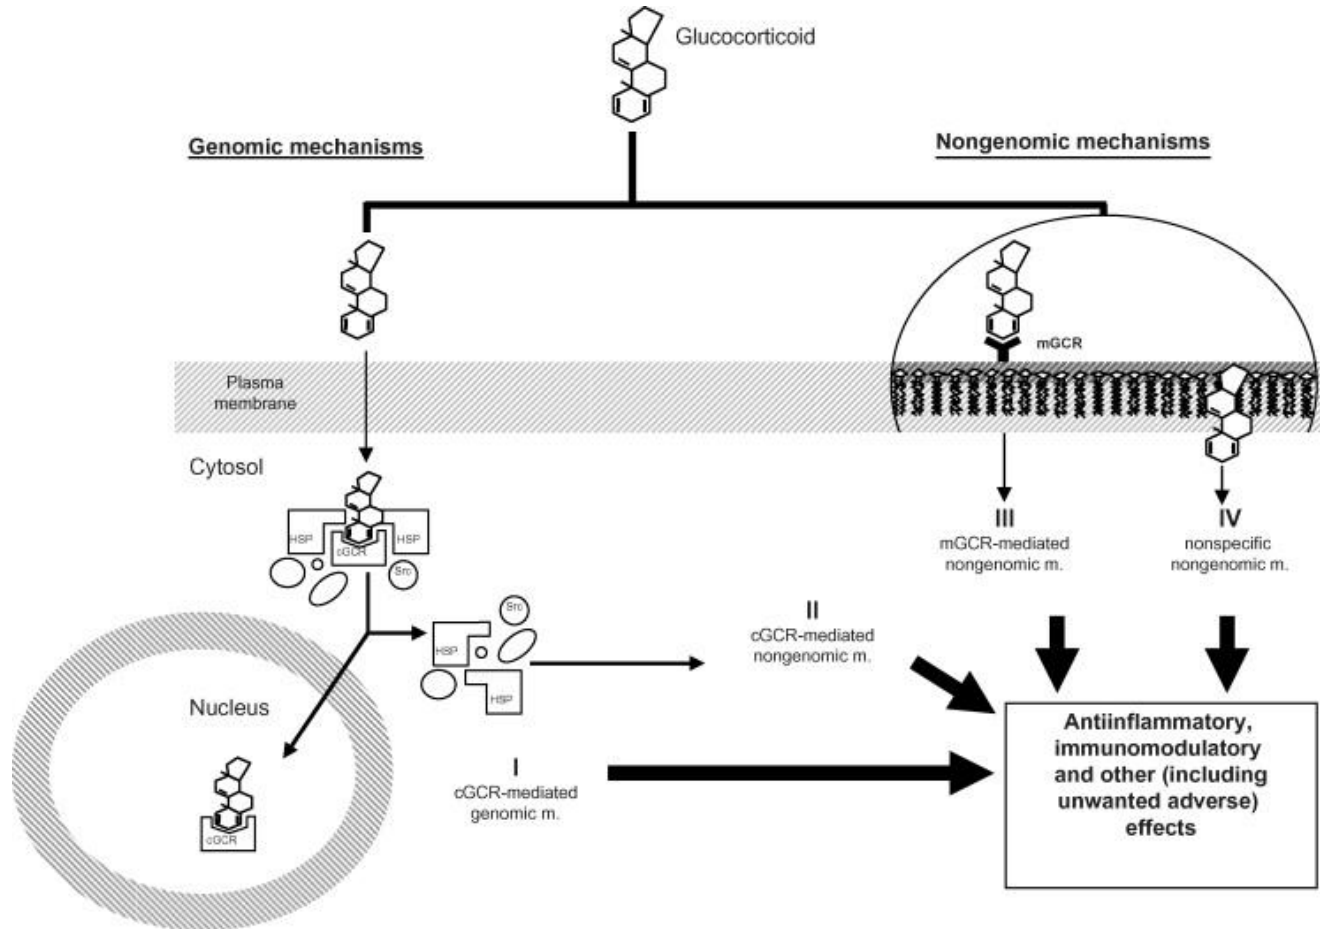 Glucocorticoid
Genomic mechanisms
Nongenomic mechanisms
mGCR
Plasma
membrane
Cytosol
HSP
cGCR
HSP
Src
III
mGCR-mediated
nongenomic m.
IV
nonspecific
nongenomic m.
Src
HSP
HSP
II
cGCR-mediated
nongenomic m.
Nucleus
cGCR
I
cGCR-mediated
genomic m.
Antiinflammatory,
immunomodulatory
and other (including
unwanted adverse)
effects